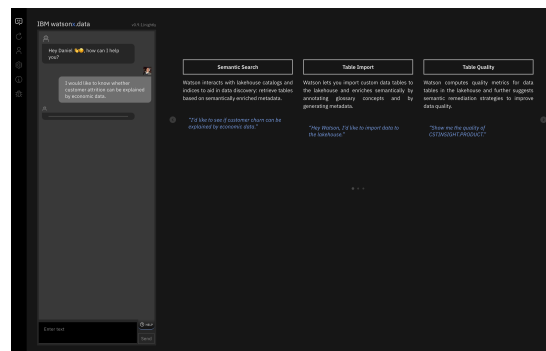 IBM watsonx.data
Hey Daniel 👋😀, how can I help
you?
I would like to know whether
customer attrition can be explained
by economic data.
Enter text
HELP
Send
Semantic Search
Watson interacts with lakehouse catalogs and
indices to aid in data discovery: retrieve tables
based on semantically enriched metadata.
"I'd like to see if customer churn can be
explained by economic data."
Table Import
Watson lets you import custom data tables to
the lakehouse and enriches semantically by
annotating glossary concepts and by
generating metadata.
"Hey Watson, I'd like to import data to
the lakehouse."
Table Quality
Watson computes quality metrics for data
tables in the lakehouse and further suggests
semantic remediation strategies to improve
data quality.
"Show me the quality of
CSTINSIGHT.PRODUCT."